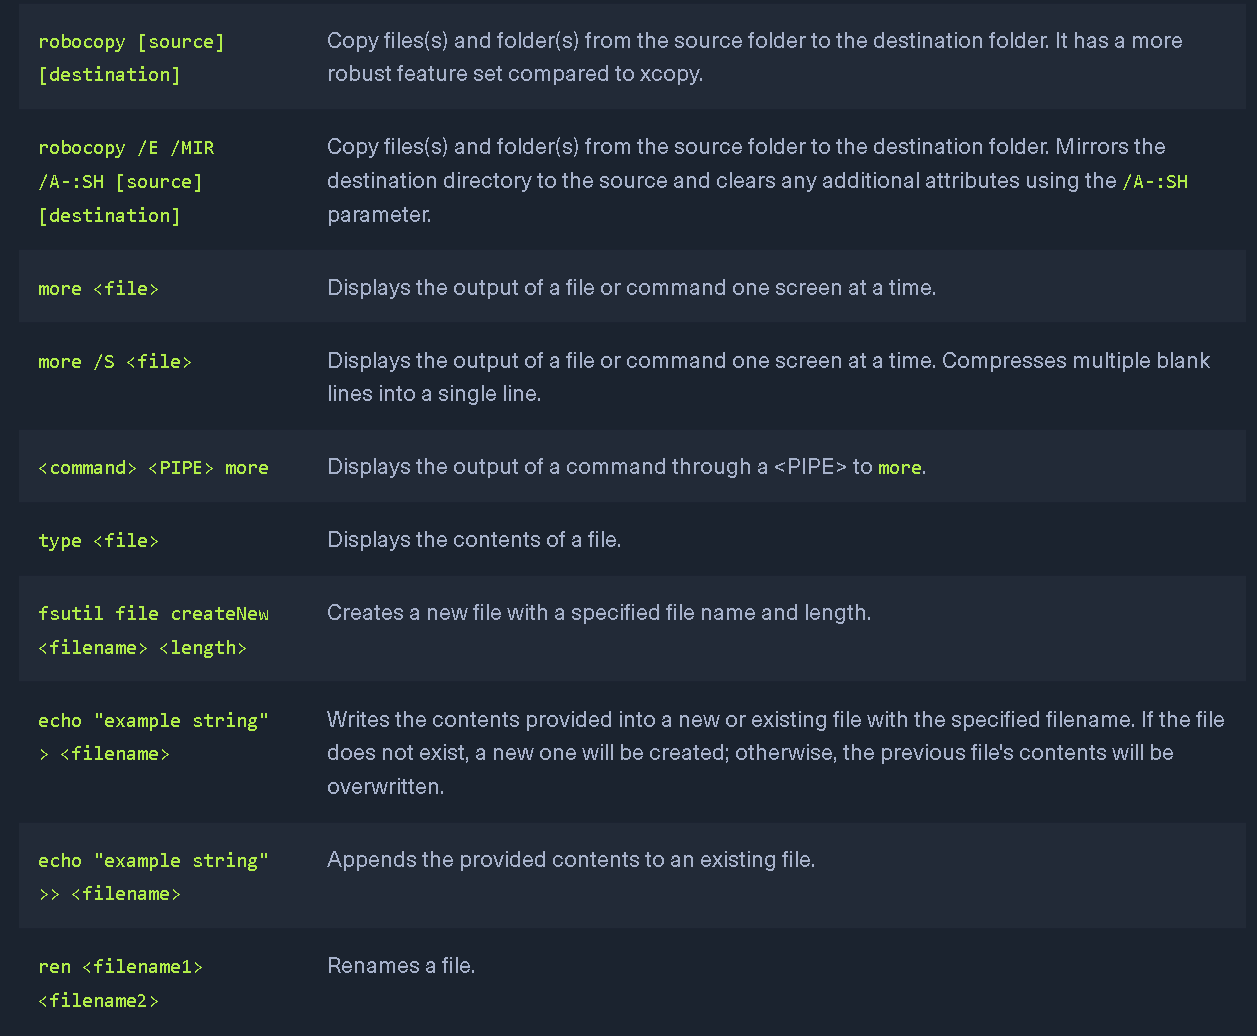 robocopy [source]
[destination]
Copy files(s) and folder(s) from the source folder to the destination folder. It has a more
robust feature set compared to xcopy.
robocopy /E /MIR
/A-:SH [source]
[destination]
Copy files(s) and folder(s) from the source folder to the destination folder. Mirrors the
destination directory to the source and clears any additional attributes using the /A-:SH
parameter.
more <file>
Displays the output of a file or command one screen at a time.
more /S <file>
Displays the output of a file or command one screen at a time. Compresses multiple blank
lines into a single line.
<command> <PIPE> more
Displays the output of a command through a <PIPE> to more.
type <file>
Displays the contents of a file.
fsutil file createNew
<filename> <length>
Creates a new file with a specified file name and length.
echo "example string"
> <filename>
Writes the contents provided into a new or existing file with the specified filename. If the file
does not exist, a new one will be created; otherwise, the previous file's contents will be
overwritten.
echo "example string"
>> <filename>
Appends the provided contents to an existing file.
ren <filename1>
<filename2>
Renames a file.